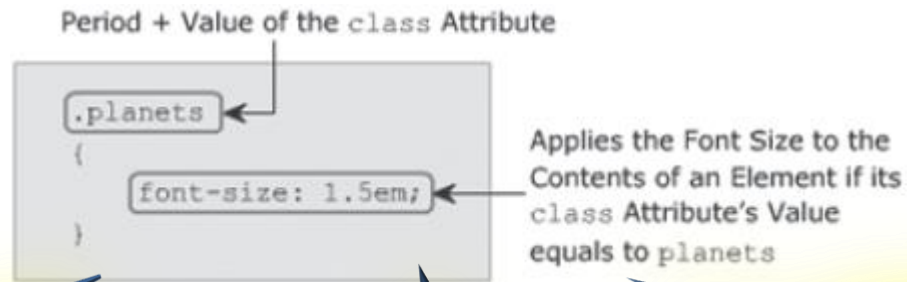 Period + Value of the class Attribute
.planets
{
font-size: 1.5em;
}
Applies the Font Size to the
Contents of an Element if its
class Attribute's Value
equals to planets